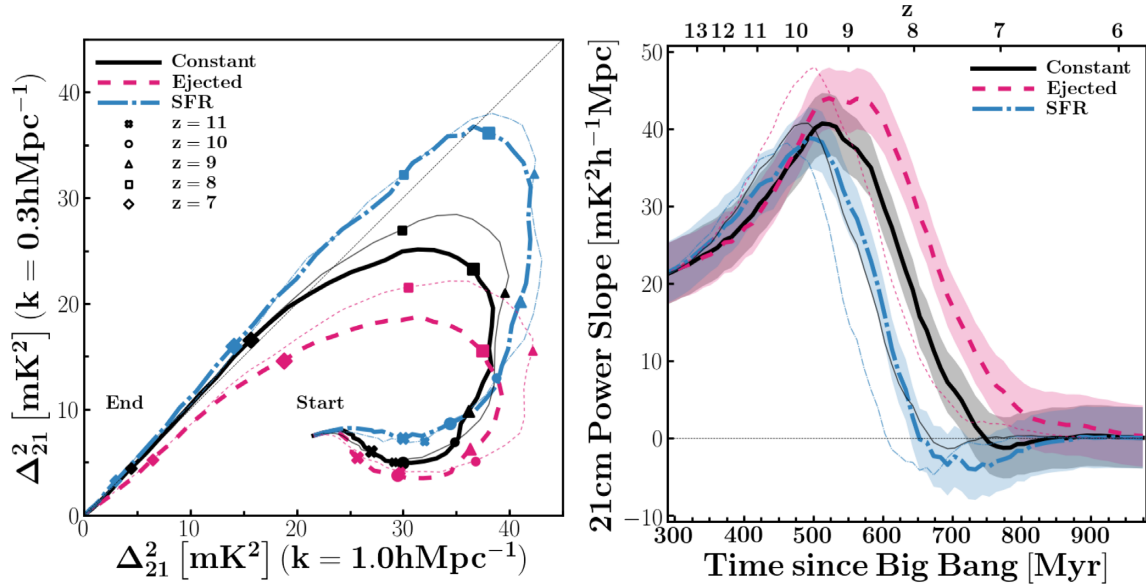 Constant
Ejected
SFR
z = 11
z = 10
z = 9
z = 8
z = 7
End
Start
0 10 20 30 40
0 10 20 30 40
Δ²₂₁ [mK²] (k = 0.3hMpc⁻¹)
Δ²₂₁ [mK²] (k = 1.0hMpc⁻¹)
z
13 12 11 10 9 8 7 6
Constant
Ejected
SFR
50
40
30
20
10
0
−10
300 400 500 600 700 800 900
21cm Power Slope [mK²h⁻¹Mpc]
Time since Big Bang [Myr]